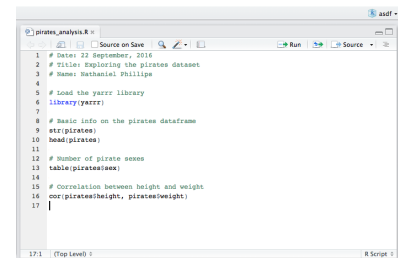 asdf
pirates_analysis.R
Source on Save
Run
Source
1 # Date: 22 September, 2016
2 # Title: Exploring the pirates dataset
3 # Name: Nathaniel Phillips
4
5 # Load the yarrr library
6 library(yarrr)
7
8 # Basic info on the pirates dataframe
9 str(pirates)
10 head(pirates)
11
12 # Number of pirate sexes
13 table(pirates$sex)
14
15 # Correlation between height and weight
16 cor(pirates$height, pirates$weight)
17
17:1 (Top Level) R Script